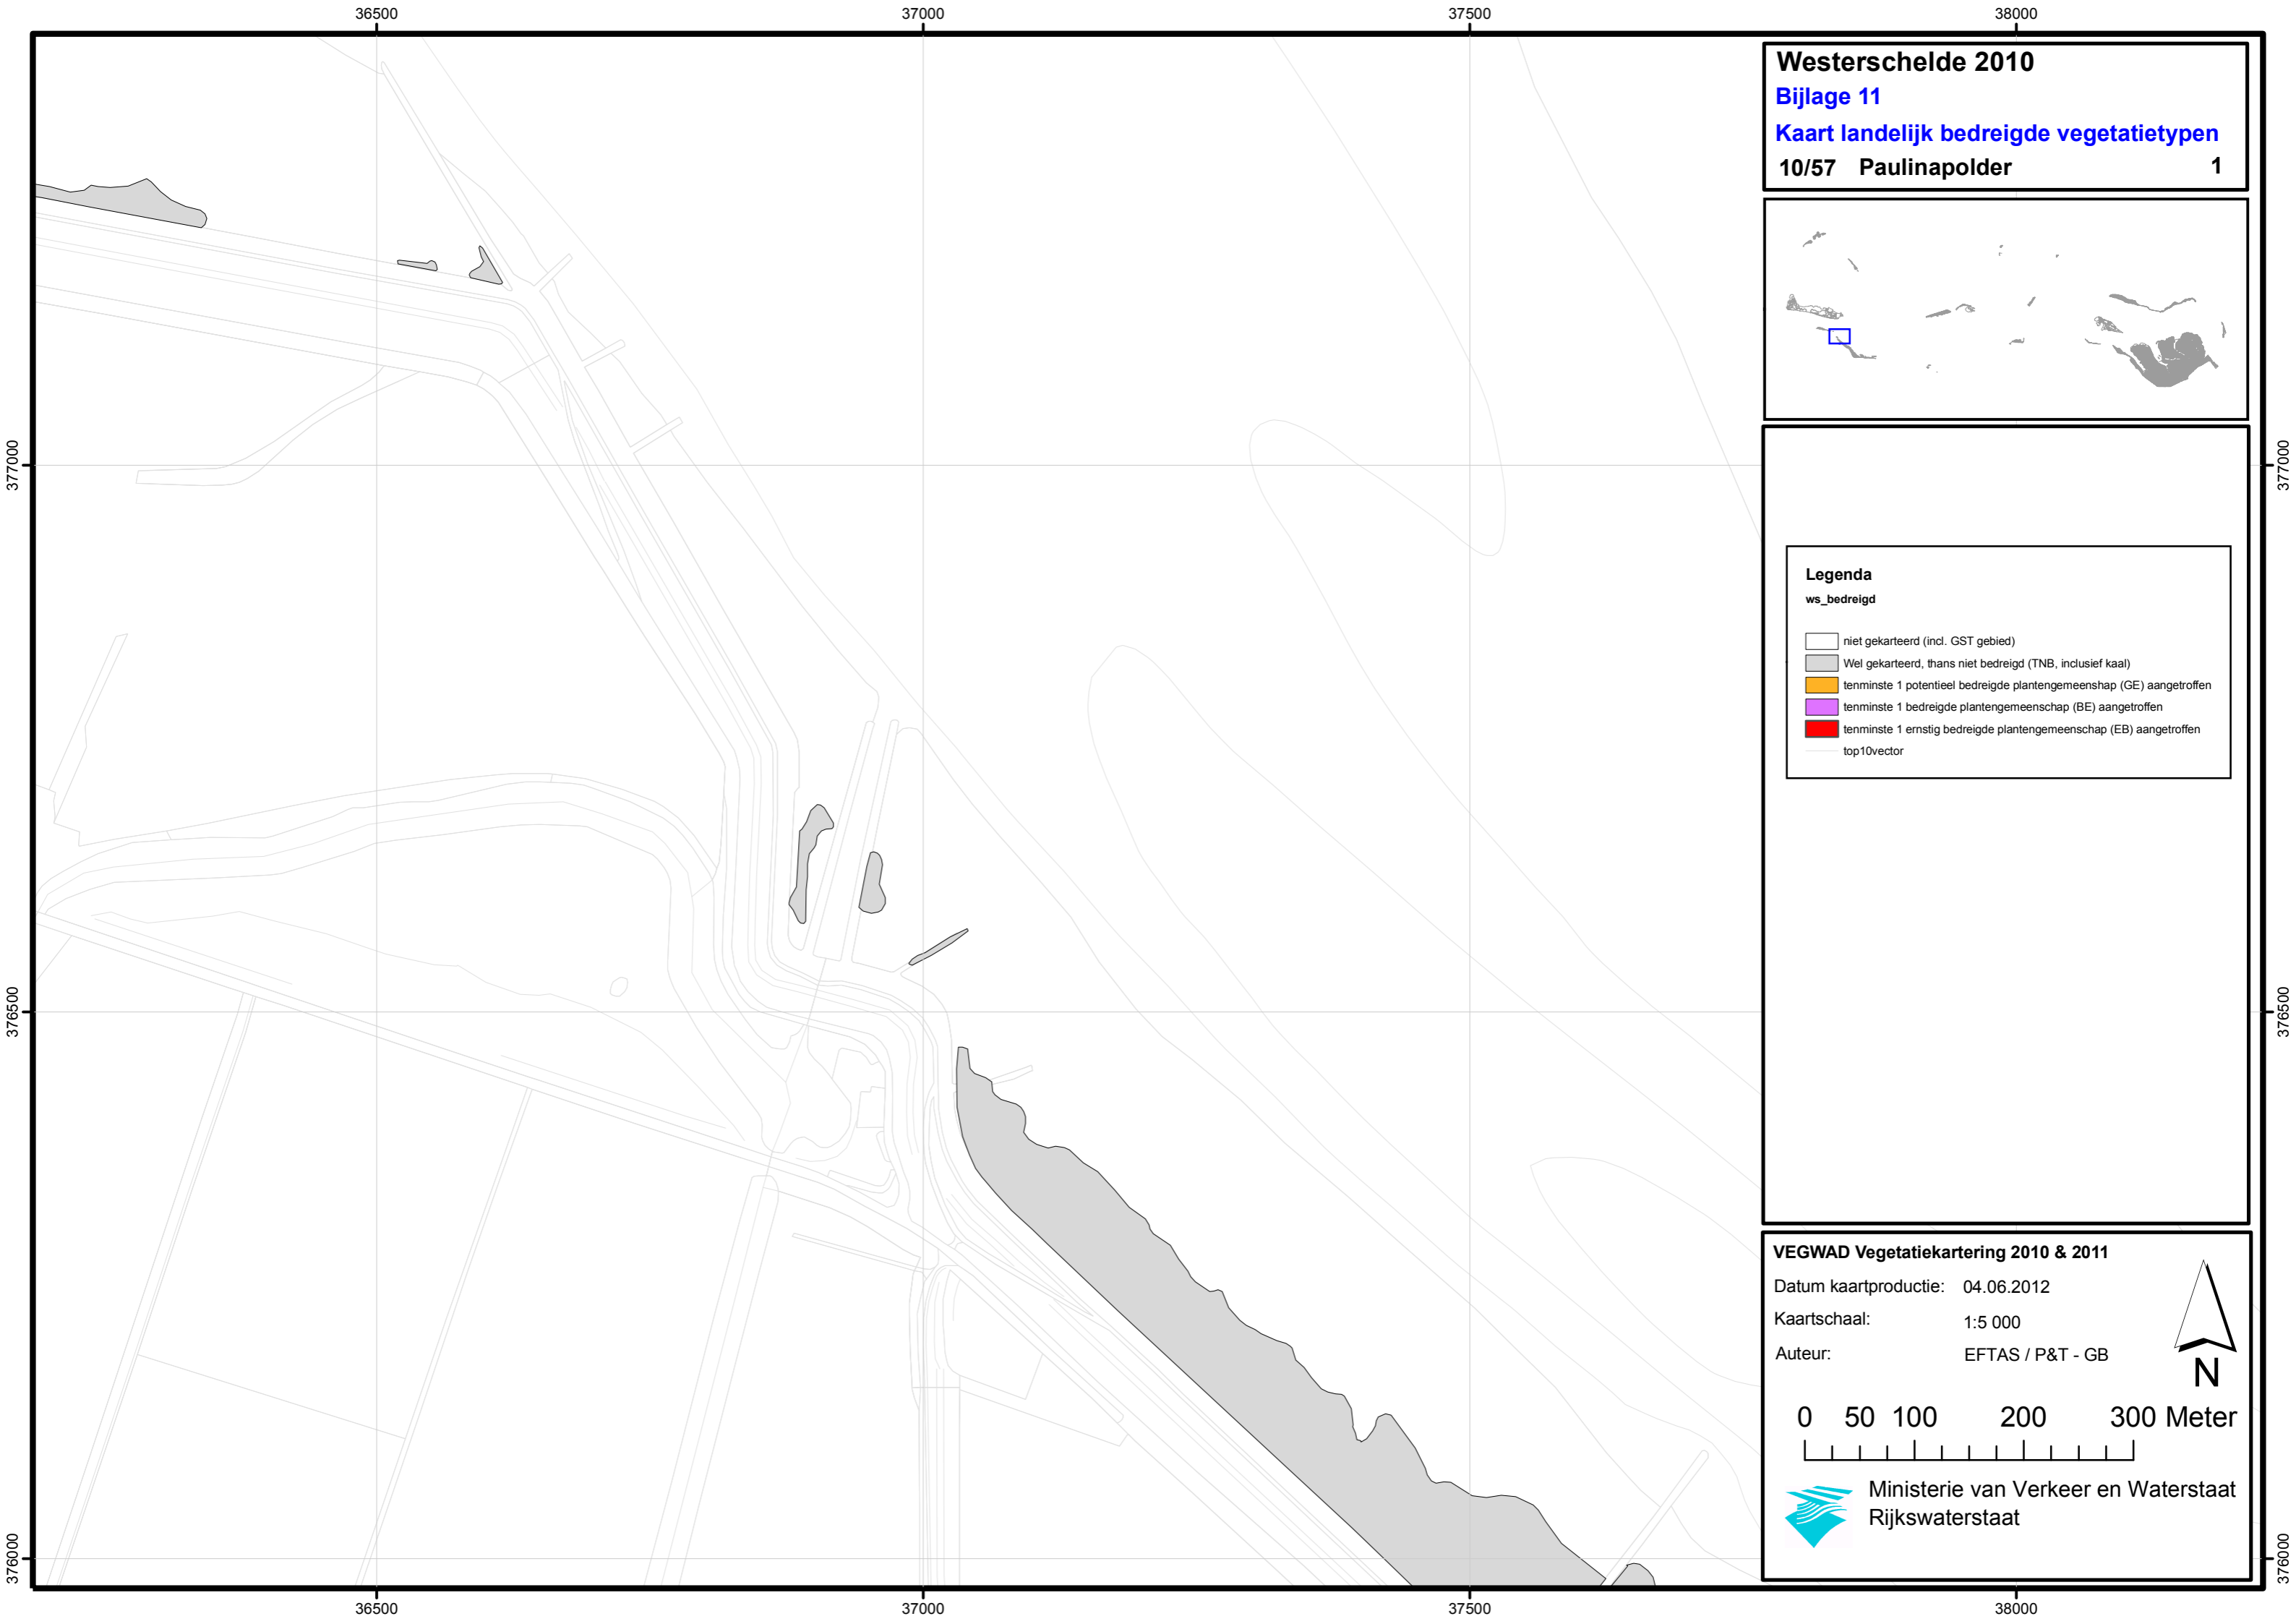 36500 37000 37500 38000
Westerschelde 2010
Bijlage 11
Kaart landelijk bedreigde vegetatietypen
10/57 Paulinapolder 1
377000 377000
Legenda
ws_bedreigd
niet gekarteerd (incl. GST gebied)
Wel gekarteerd, thans niet bedreigd (TNB, inclusief kaal)
tenminste 1 potentieel bedreigde plantengemeenshap (GE) aangetroffen
tenminste 1 bedreigde plantengemeenschap (BE) aangetroffen
tenminste 1 ernstig bedreigde plantengemeenschap (EB) aangetroffen
top10vector
376500 376500
VEGWAD Vegetatiekartering 2010 & 2011
Datum kaartproductie: 04.06.2012
Kaartschaal: 1:5 000
Auteur: EFTAS / P&T - GB
N
0 50 100 200 300 Meter
Ministerie van Verkeer en Waterstaat
Rijkswaterstaat
376000 376000
36500 37000 37500 38000